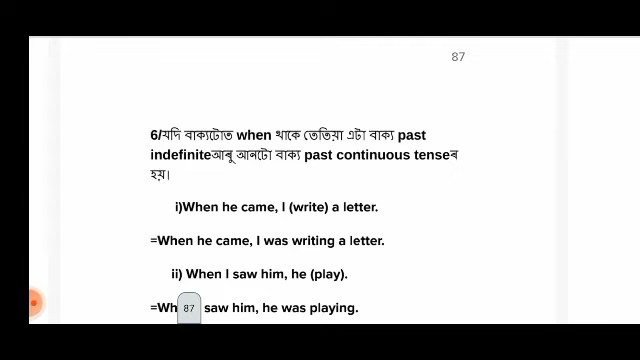 87
6/যদি বাক্যটোত when থাকে তেতিয়া এটা বাক্য past
indefiniteআৰু আনটো বাক্য past continuous tenseৰ
হয়।
i)When he came, I (write) a letter.
=When he came, I was writing a letter.
ii) When I saw him, he (play).
=Wh saw him, he was playing.
87